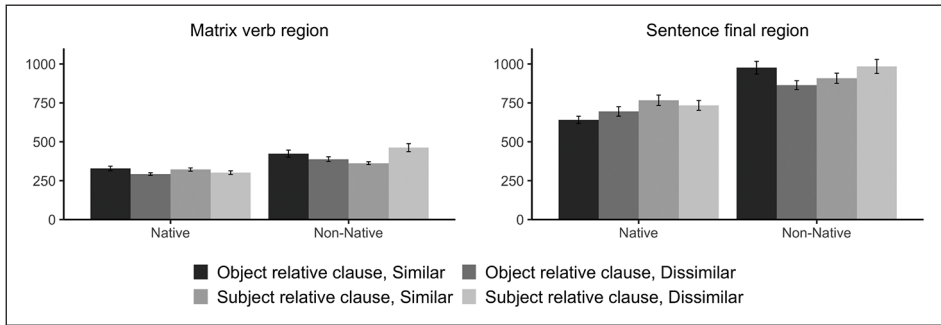 Matrix verb region
1000
750
500
250
0
Native Non-Native
Sentence final region
1000
750
500
250
0
Native Non-Native
Object relative clause, Similar Object relative clause, Dissimilar
Subject relative clause, Similar Subject relative clause, Dissimilar